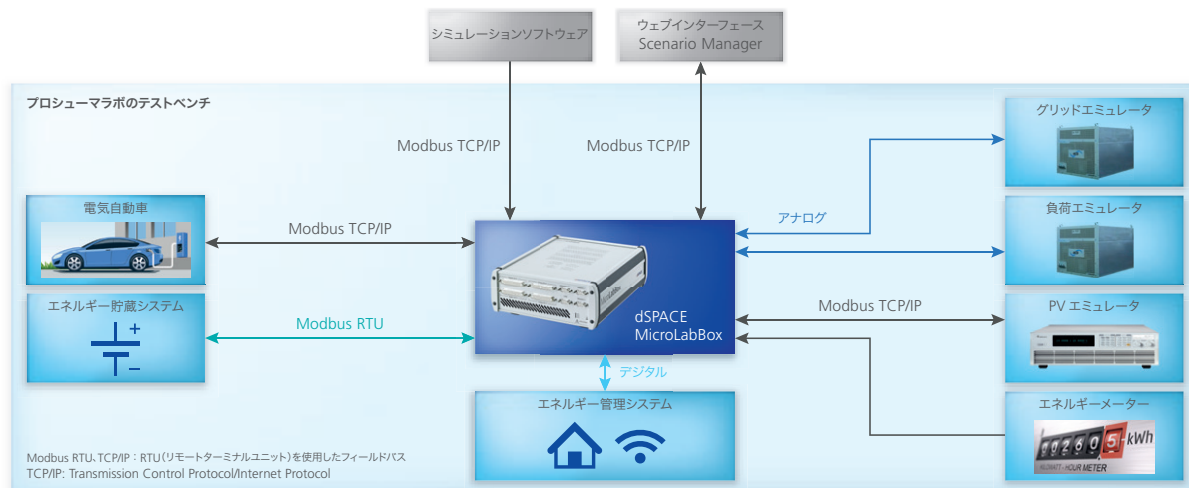 シミュレーションソフトウェア
ウェブインターフェース
Scenario Manager
プロシューマラボのテストベンチ
Modbus TCP/IP
Modbus TCP/IP
グリッドエミュレータ
電気自動車
Modbus TCP/IP
アナログ
負荷エミュレータ
エネルギー貯蔵システム
Modbus RTU
dSPACE
MicroLabBox
Modbus TCP/IP
PV エミュレータ
デジタル
エネルギー管理システム
エネルギーメーター
002605 kWh
KILOWATT - HOUR METER
Modbus RTU、TCP/IP：RTU（リモートターミナルユニット）を使用したフィールドバス
TCP/IP: Transmission Control Protocol/Internet Protocol